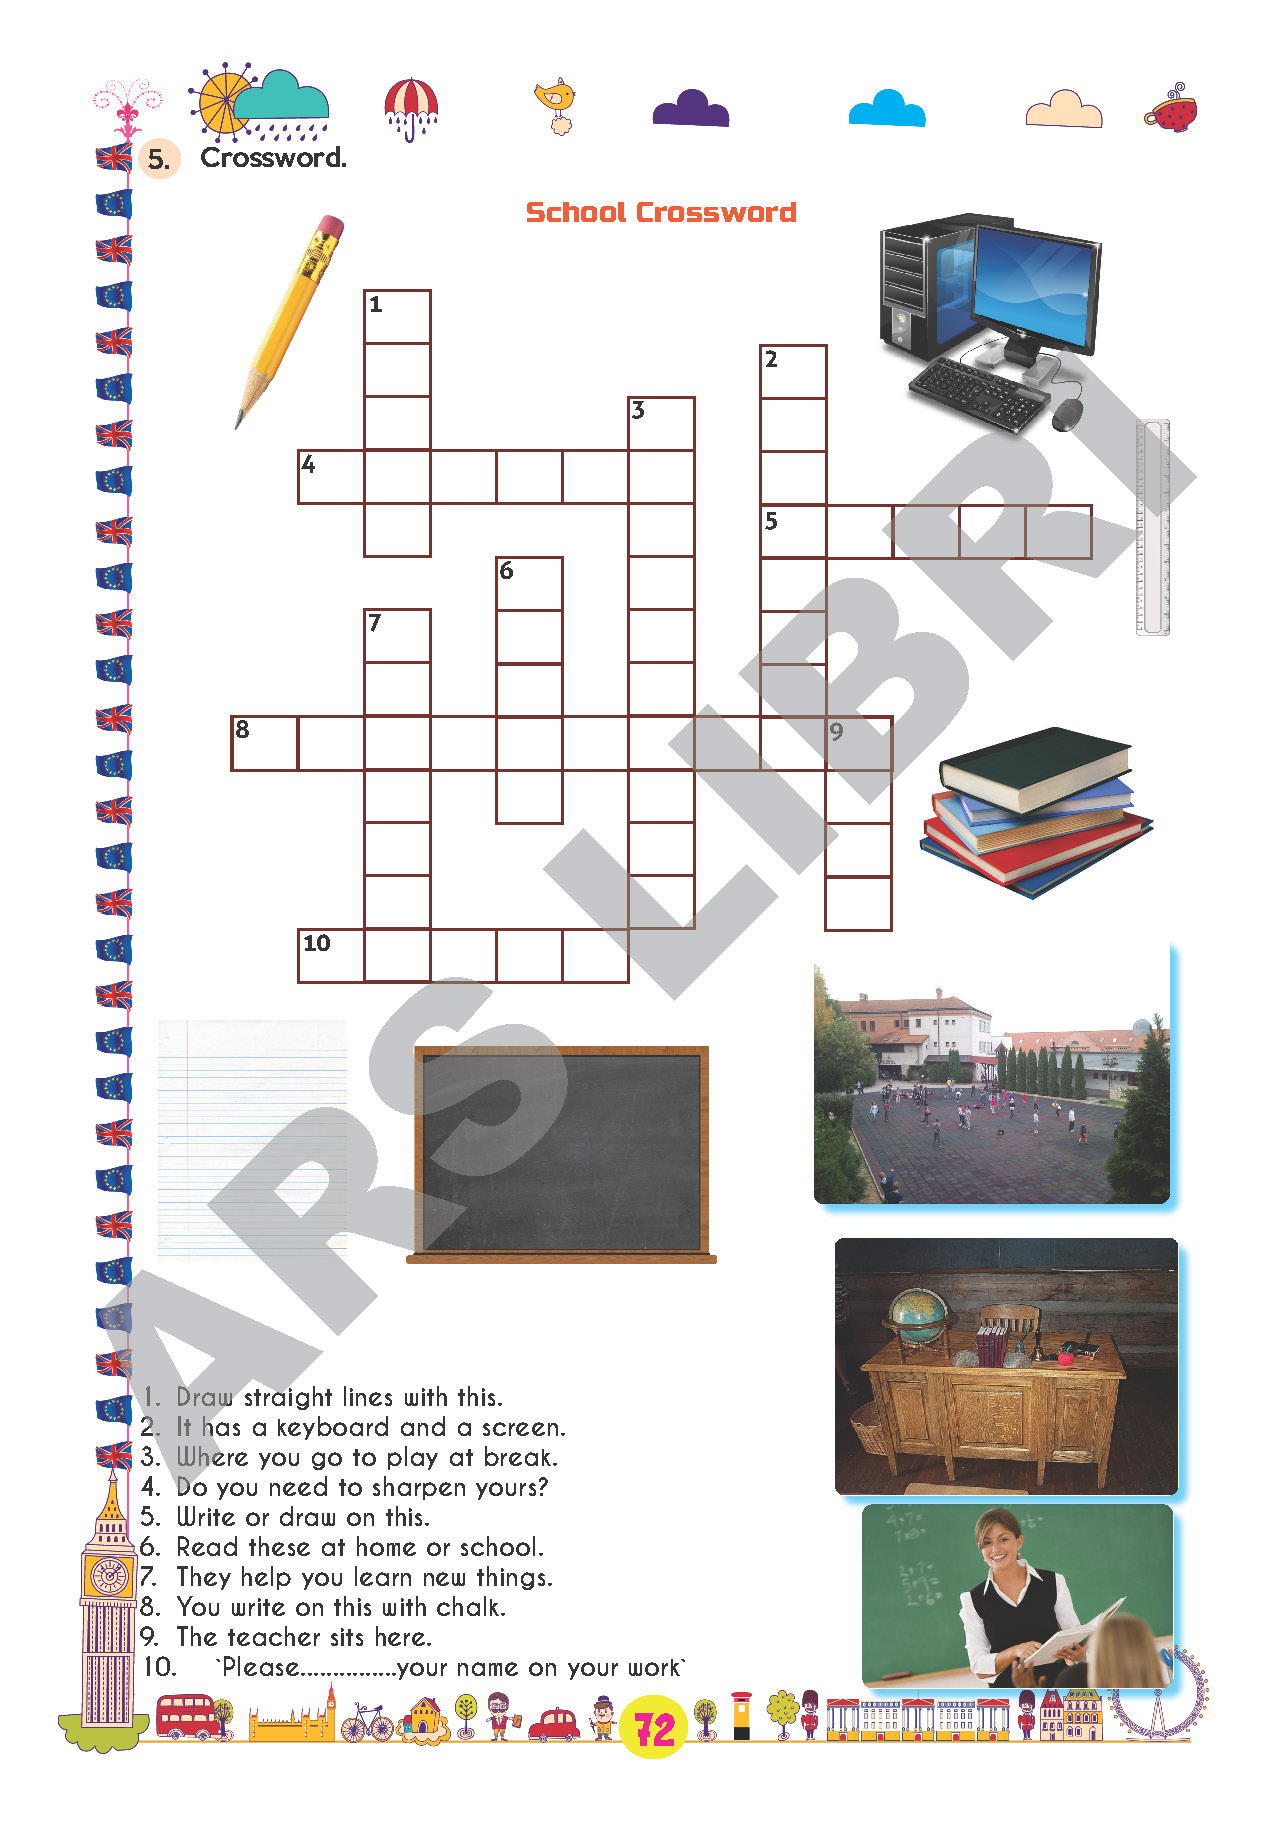 5. Crossword.
School Crossword
1
2
3
4
5
6
7
8
9
10
ARS LIBRI
1. Draw straight lines with this.
2. It has a keyboard and a screen.
3. Where you go to play at break.
4. Do you need to sharpen yours?
5. Write or draw on this.
6. Read these at home or school.
7. They help you learn new things.
8. You write on this with chalk.
9. The teacher sits here.
10. `Please...............your name on your work`
72